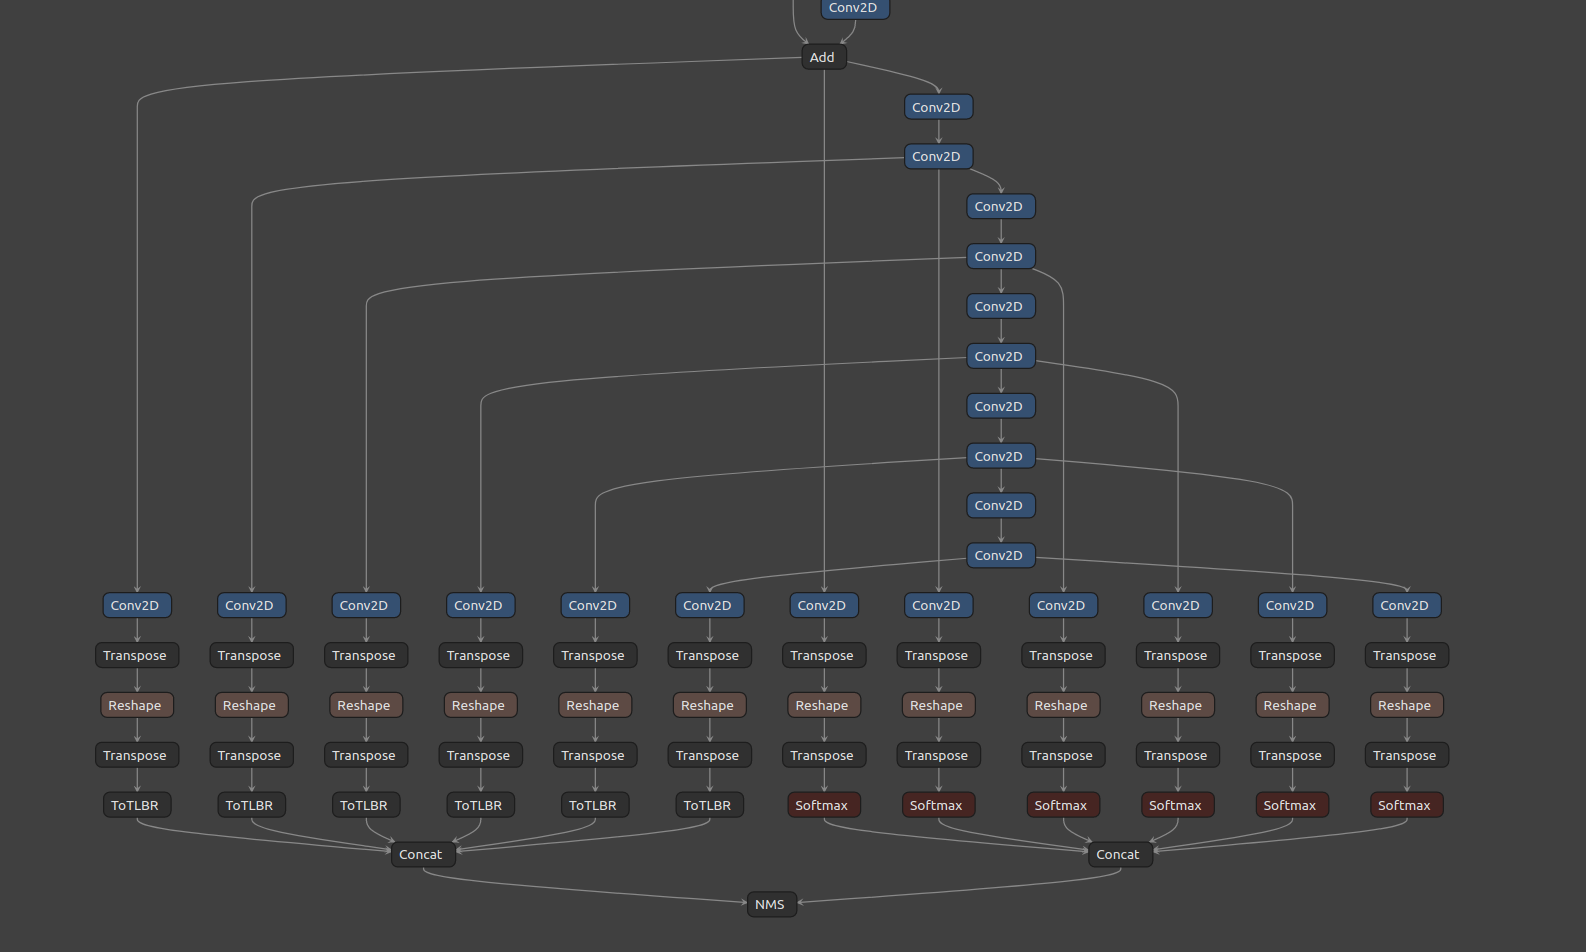 Conv2D
Add
Conv2D
Conv2D
Conv2D
Conv2D
Conv2D
Conv2D
Conv2D
Conv2D
Conv2D
Conv2D
Conv2D Conv2D Conv2D Conv2D Conv2D Conv2D Conv2D Conv2D Conv2D Conv2D Conv2D Conv2D
Transpose Transpose Transpose Transpose Transpose Transpose Transpose Transpose Transpose Transpose Transpose Transpose
Reshape Reshape Reshape Reshape Reshape Reshape Reshape Reshape Reshape Reshape Reshape Reshape
Transpose Transpose Transpose Transpose Transpose Transpose Transpose Transpose Transpose Transpose Transpose Transpose
ToTLBR ToTLBR ToTLBR ToTLBR ToTLBR ToTLBR Softmax Softmax Softmax Softmax Softmax Softmax
Concat Concat
NMS